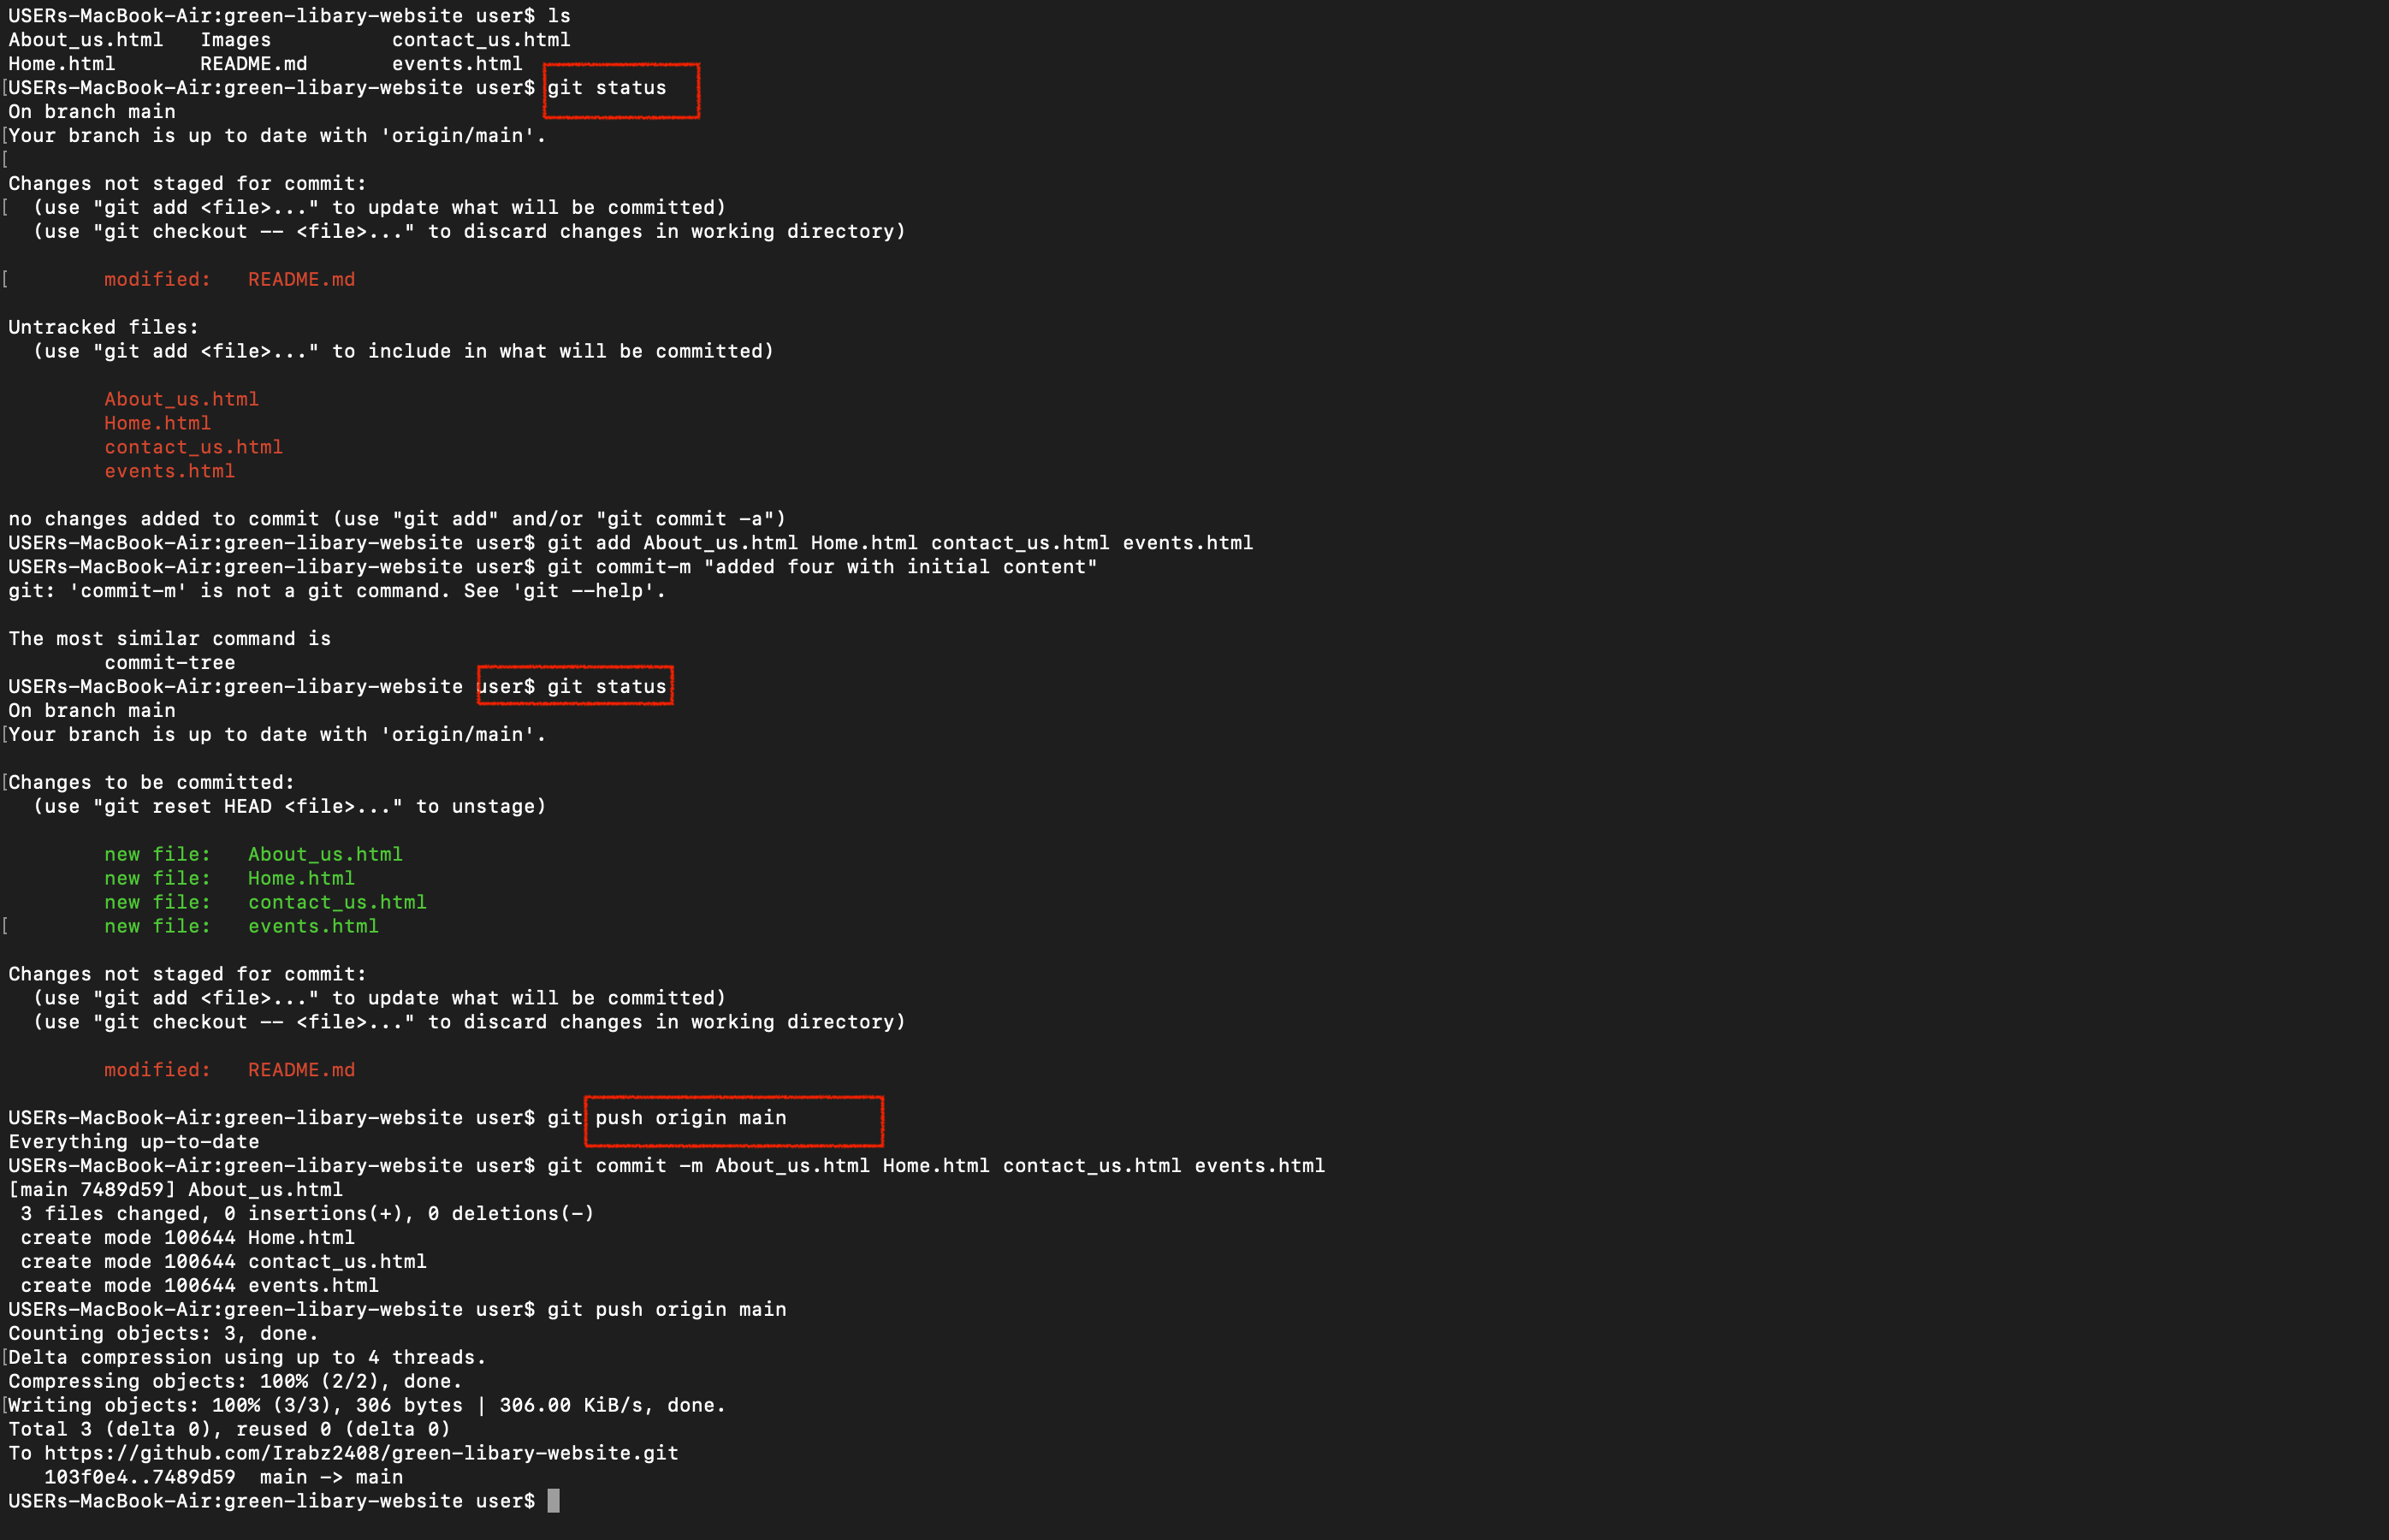 USERs-MacBook-Air:green-libary-website user$ ls
About_us.html   Images          contact_us.html
Home.html       README.md       events.html
[USERs-MacBook-Air:green-libary-website user$ git status
On branch main
[Your branch is up to date with 'origin/main'.
[
Changes not staged for commit:
[  (use "git add <file>..." to update what will be committed)
  (use "git checkout -- <file>..." to discard changes in working directory)
[        modified:   README.md
Untracked files:
  (use "git add <file>..." to include in what will be committed)
        About_us.html
        Home.html
        contact_us.html
        events.html
no changes added to commit (use "git add" and/or "git commit -a")
USERs-MacBook-Air:green-libary-website user$ git add About_us.html Home.html contact_us.html events.html
USERs-MacBook-Air:green-libary-website user$ git commit-m "added four with initial content"
git: 'commit-m' is not a git command. See 'git --help'.
The most similar command is
        commit-tree
USERs-MacBook-Air:green-libary-website user$ git status
On branch main
[Your branch is up to date with 'origin/main'.
[Changes to be committed:
  (use "git reset HEAD <file>..." to unstage)
        new file:   About_us.html
        new file:   Home.html
        new file:   contact_us.html
[        new file:   events.html
Changes not staged for commit:
  (use "git add <file>..." to update what will be committed)
  (use "git checkout -- <file>..." to discard changes in working directory)
        modified:   README.md
USERs-MacBook-Air:green-libary-website user$ git push origin main
Everything up-to-date
USERs-MacBook-Air:green-libary-website user$ git commit -m About_us.html Home.html contact_us.html events.html
[main 7489d59] About_us.html
 3 files changed, 0 insertions(+), 0 deletions(-)
 create mode 100644 Home.html
 create mode 100644 contact_us.html
 create mode 100644 events.html
USERs-MacBook-Air:green-libary-website user$ git push origin main
Counting objects: 3, done.
[Delta compression using up to 4 threads.
Compressing objects: 100% (2/2), done.
[Writing objects: 100% (3/3), 306 bytes | 306.00 KiB/s, done.
Total 3 (delta 0), reused 0 (delta 0)
To https://github.com/Irabz2408/green-libary-website.git
   103f0e4..7489d59  main -> main
USERs-MacBook-Air:green-libary-website user$